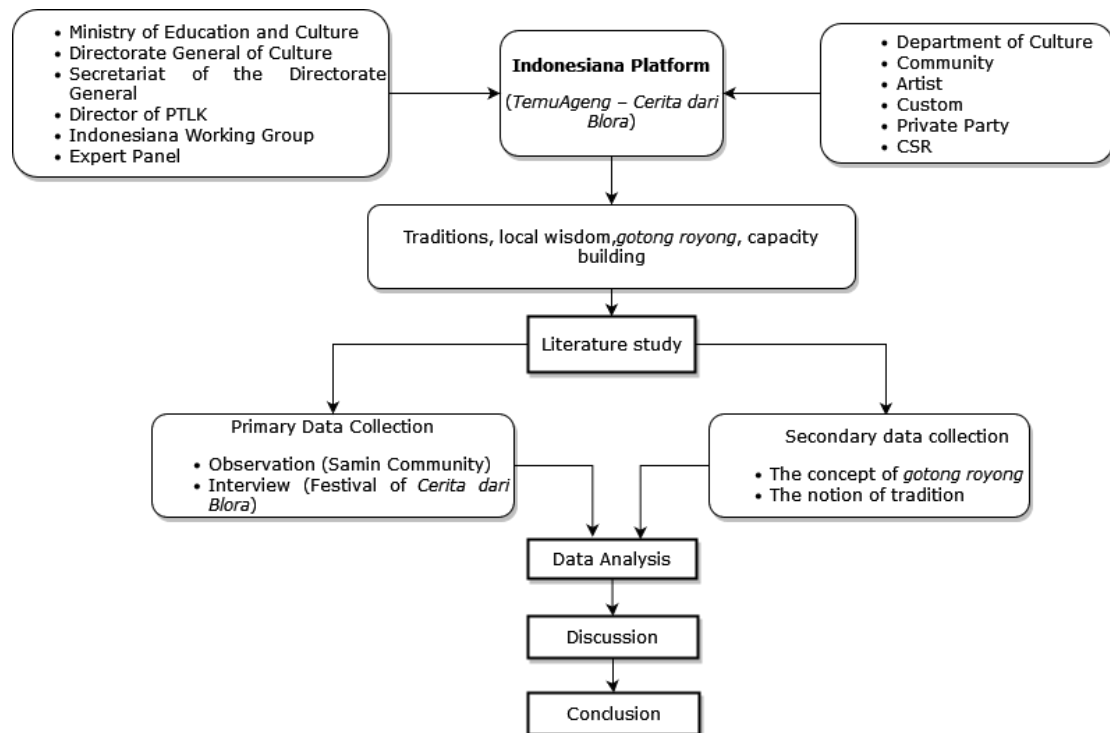 • Ministry of Education and Culture
• Directorate General of Culture
• Secretariat of the Directorate
General
• Director of PTLK
• Indonesiana Working Group
• Expert Panel
Indonesiana Platform
(TemuAgeng – Cerita dari
Blora)
• Department of Culture
• Community
• Artist
• Custom
• Private Party
• CSR
Traditions, local wisdom,gotong royong, capacity
building
Literature study
Primary Data Collection
• Observation (Samin Community)
• Interview (Festival of Cerita dari
Blora)
Secondary data collection
• The concept of gotong royong
• The notion of tradition
Data Analysis
Discussion
Conclusion